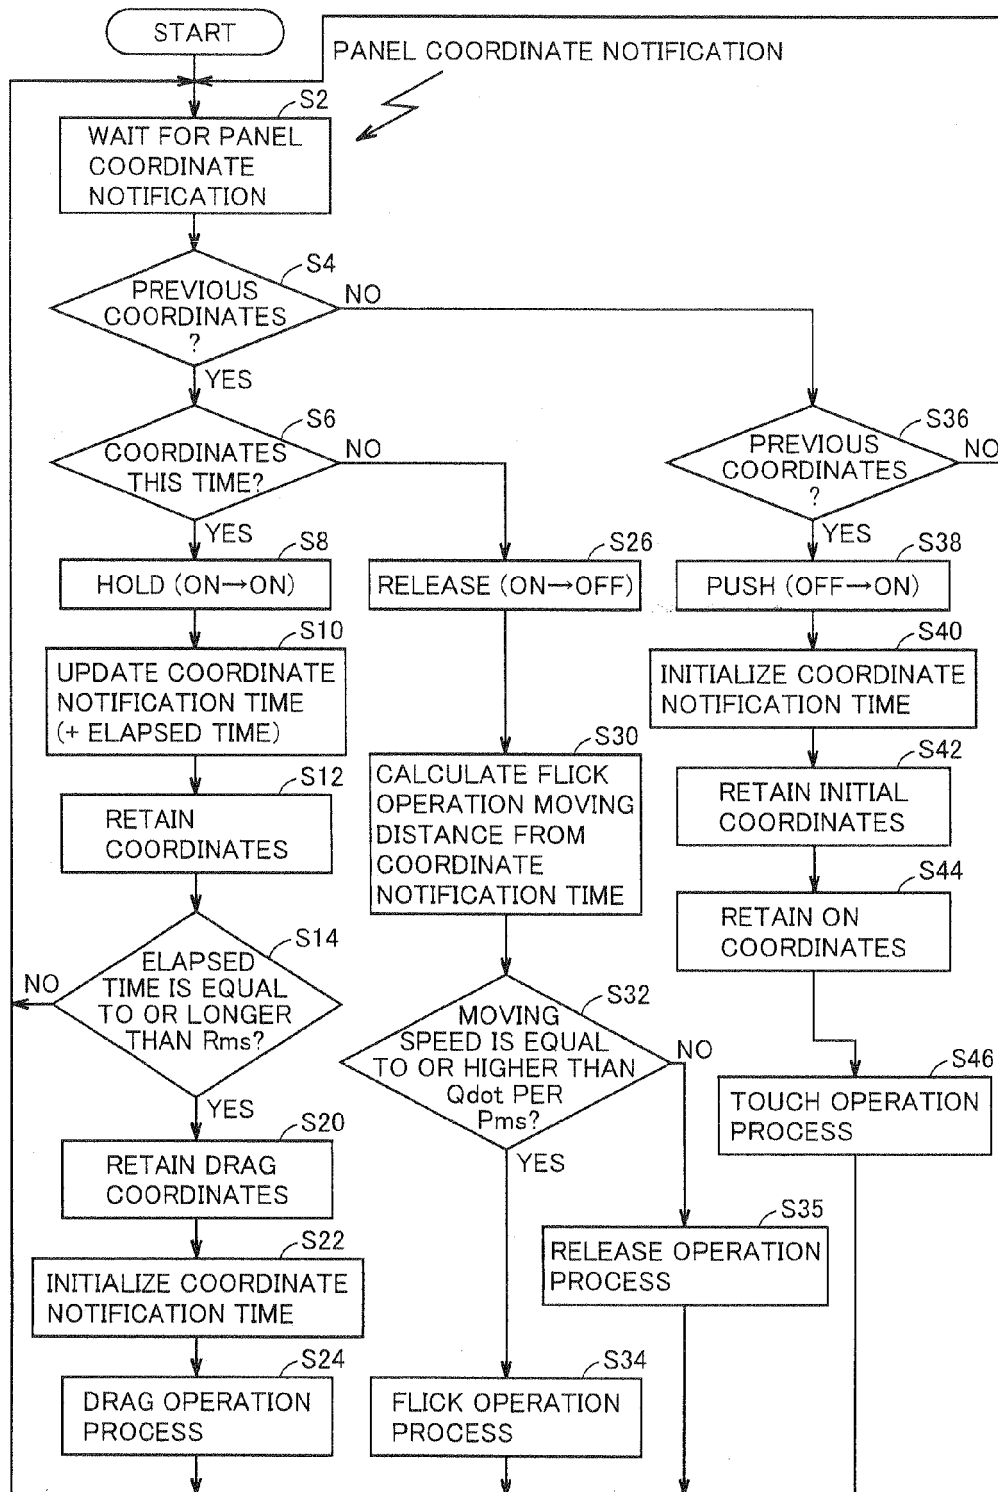 START
PANEL COORDINATE NOTIFICATION
S2
WAIT FOR PANEL
COORDINATE
NOTIFICATION
S4
PREVIOUS
COORDINATES
?
NO
YES
S6
COORDINATES
THIS TIME?
NO
YES
S36
PREVIOUS
COORDINATES
?
NO
YES
S8
HOLD (ON→ON)
S26
RELEASE (ON→OFF)
S38
PUSH (OFF→ON)
S10
UPDATE COORDINATE
NOTIFICATION TIME
(+ ELAPSED TIME)
S40
INITIALIZE COORDINATE
NOTIFICATION TIME
S12
RETAIN
COORDINATES
S30
CALCULATE FLICK
OPERATION MOVING
DISTANCE FROM
COORDINATE
NOTIFICATION TIME
S42
RETAIN INITIAL
COORDINATES
S44
RETAIN ON
COORDINATES
S14
ELAPSED
TIME IS EQUAL
TO OR LONGER
THAN Rms?
NO
YES
S32
MOVING
SPEED IS EQUAL
TO OR HIGHER THAN
Qdot PER
Pms?
NO
YES
S46
TOUCH OPERATION
PROCESS
S20
RETAIN DRAG
COORDINATES
S35
RELEASE OPERATION
PROCESS
S22
INITIALIZE COORDINATE
NOTIFICATION TIME
S24
DRAG OPERATION
PROCESS
S34
FLICK OPERATION
PROCESS